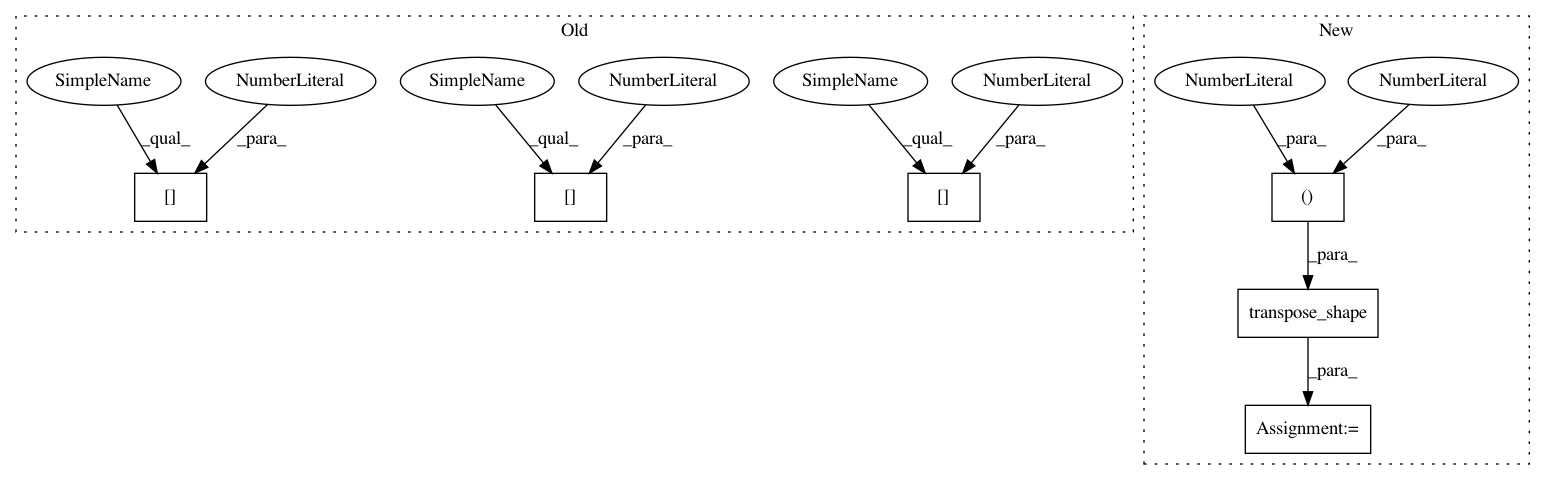 Old
New
SimpleName NumberLiteral SimpleName NumberLiteral SimpleName NumberLiteral NumberLiteral NumberLiteral
_qual_ _para_ _qual_ _para_ _qual_ _para_ _para_ _para_
[] [] [] ()
_para_
transpose_shape
_para_
Assignment:=